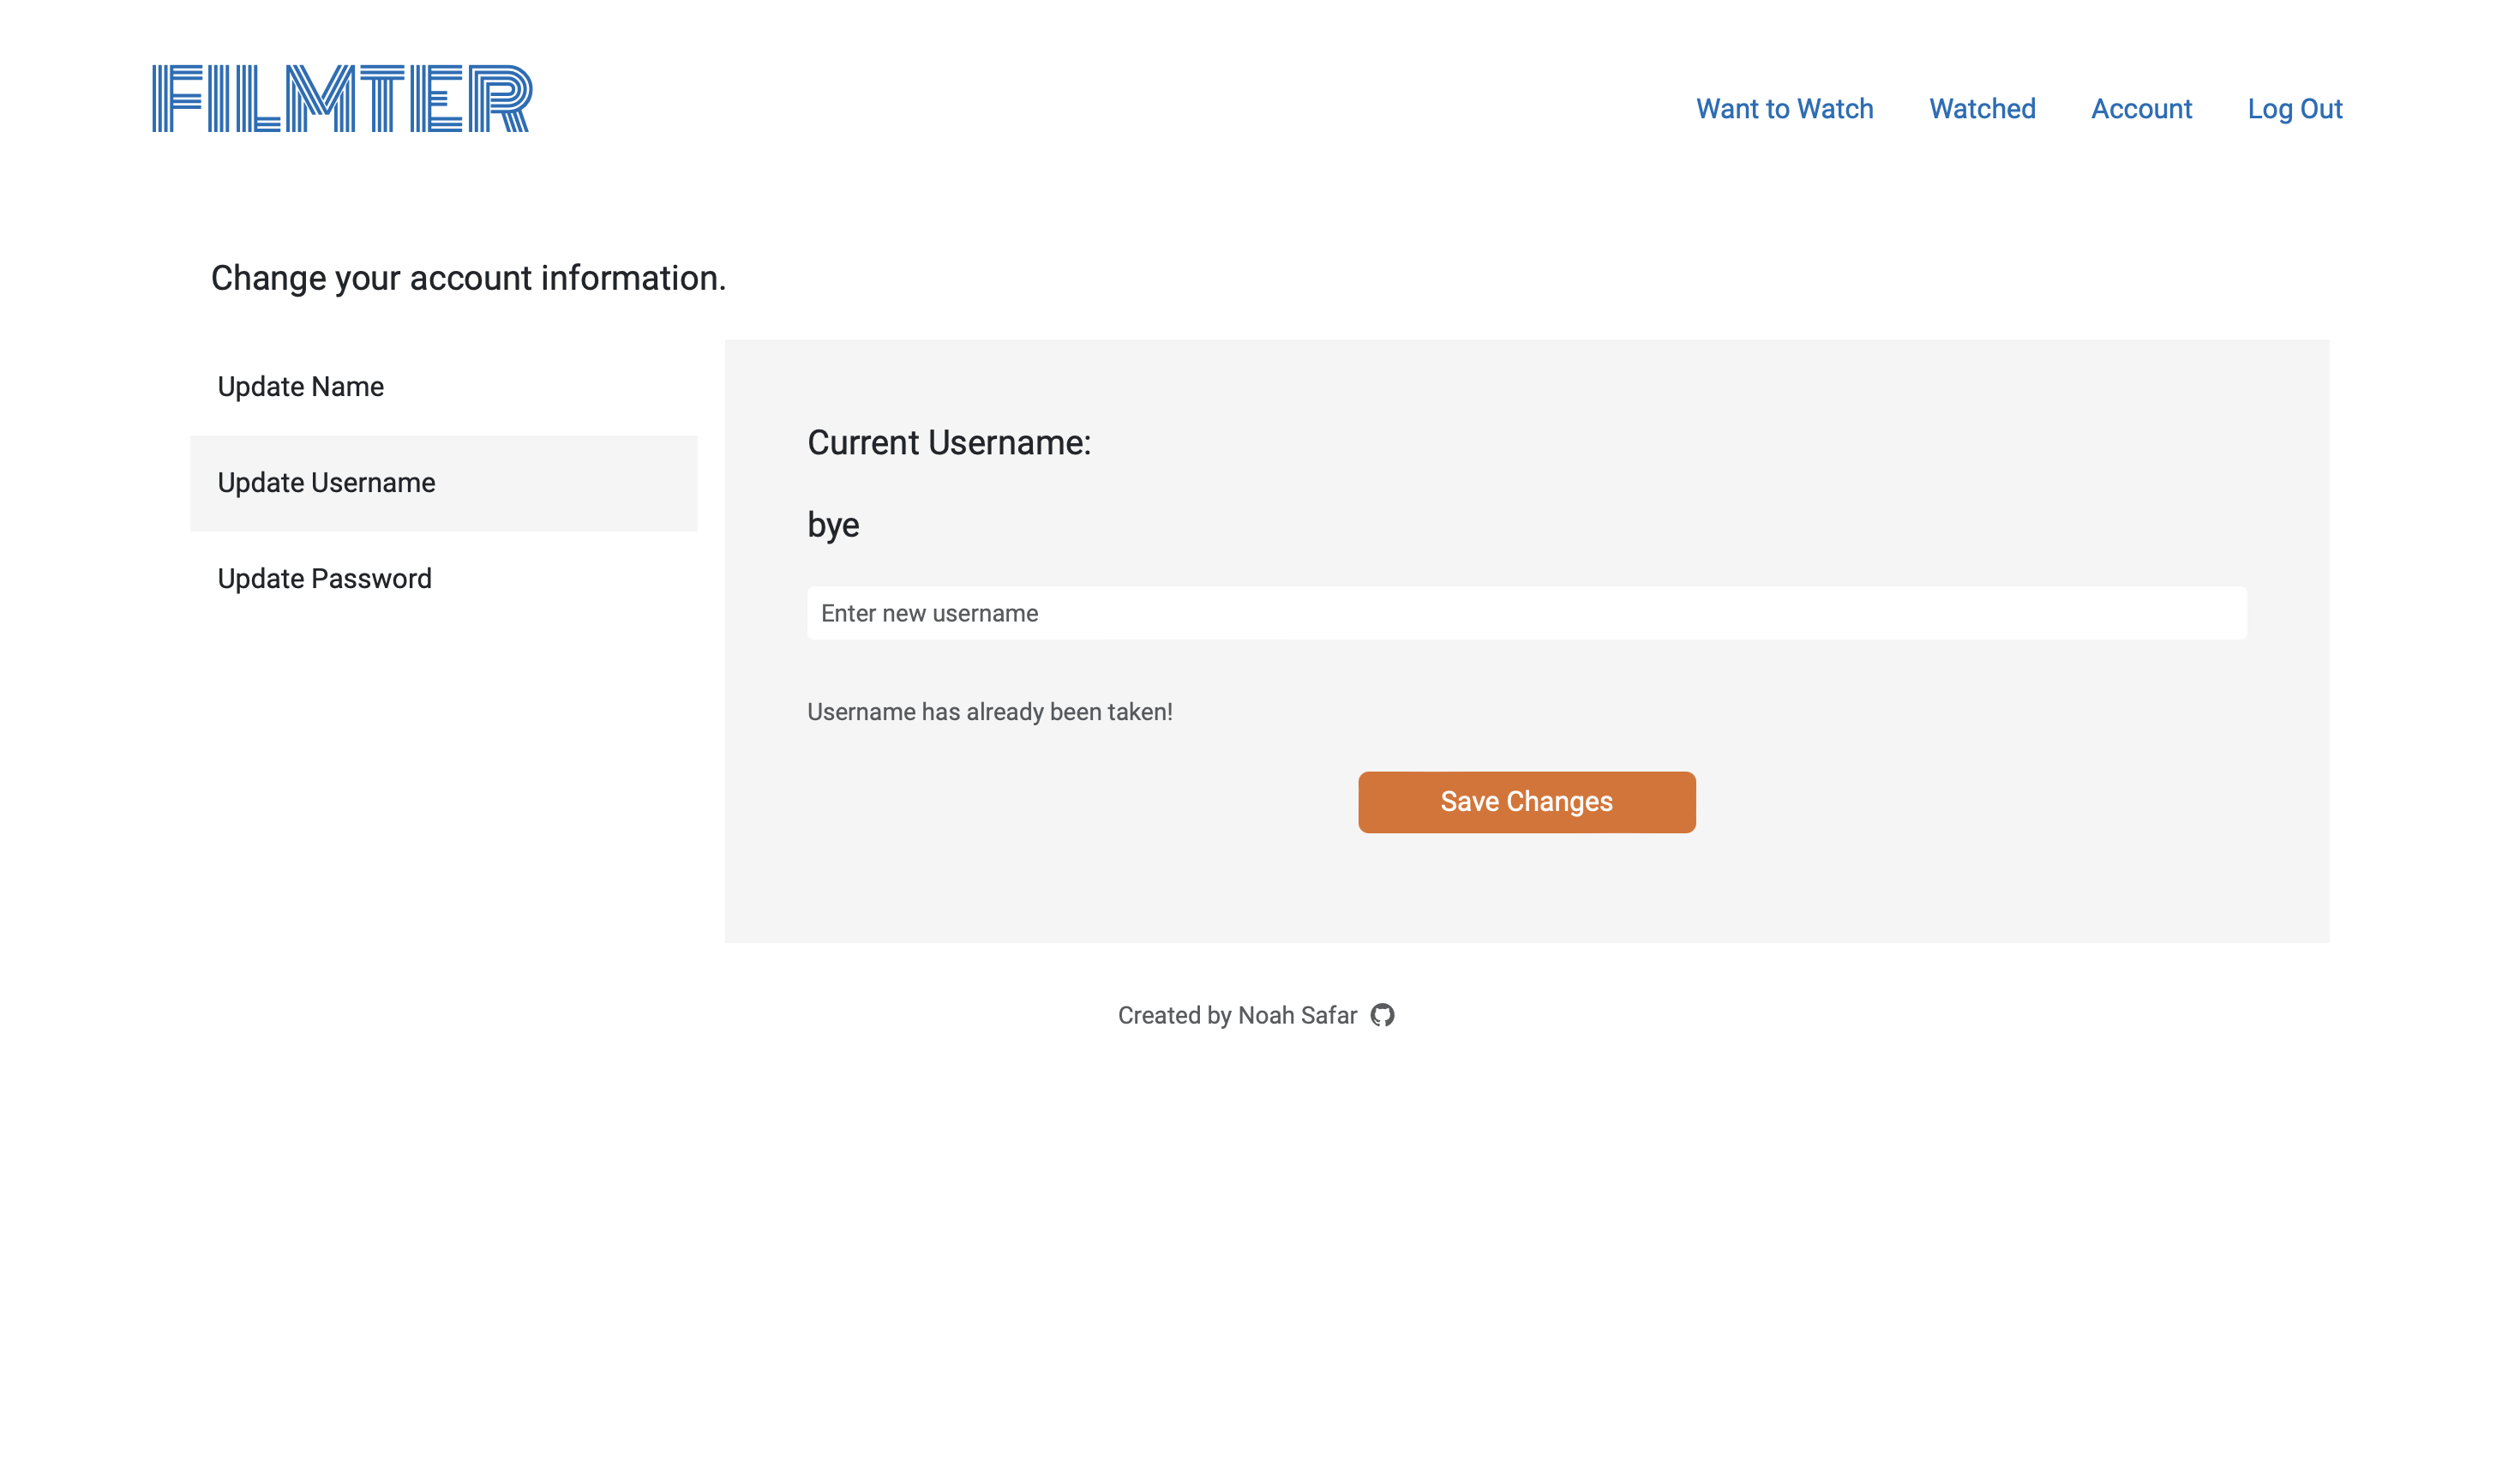 FILMTER
Want to Watch
Watched
Account
Log Out
Change your account information.
Update Name
Update Username
Update Password
Current Username:
bye
Enter new username
Username has already been taken!
Save Changes
Created by Noah Safar